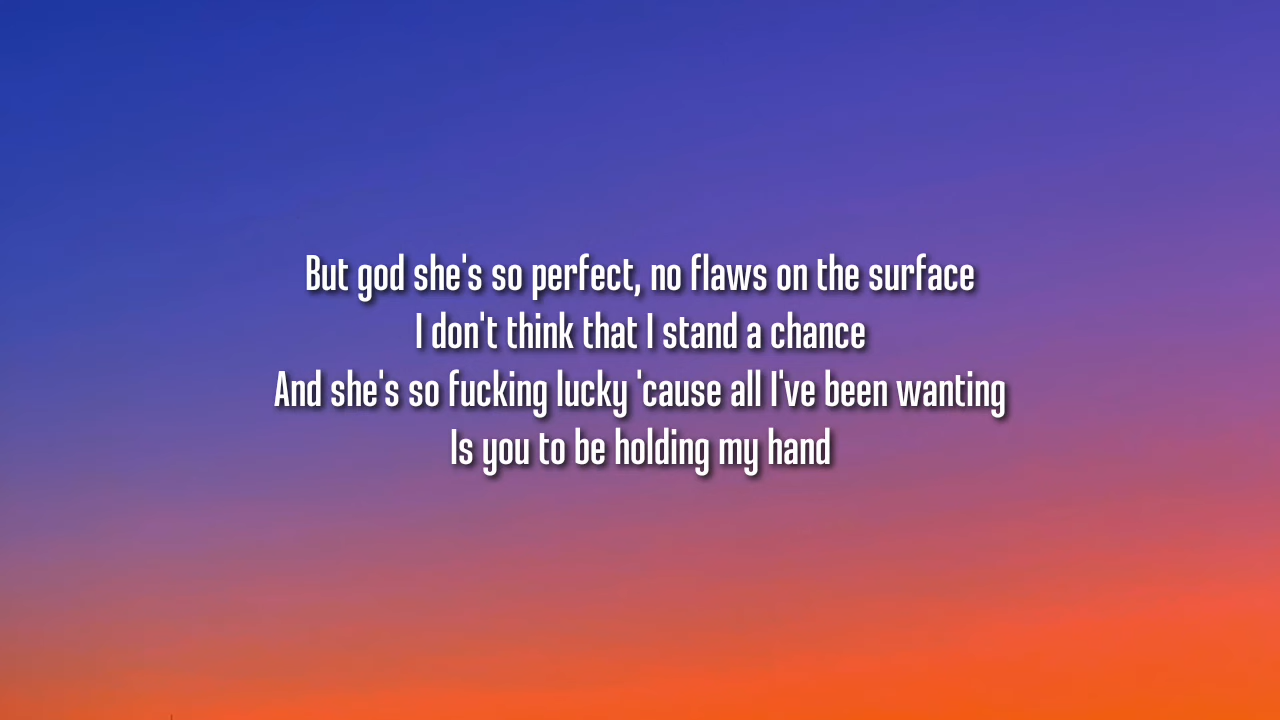 But god she's so perfect, no flaws on the surface
I don't think that I stand a chance
And she's so fucking lucky 'cause all I've been wanting
Is you to be holding my hand